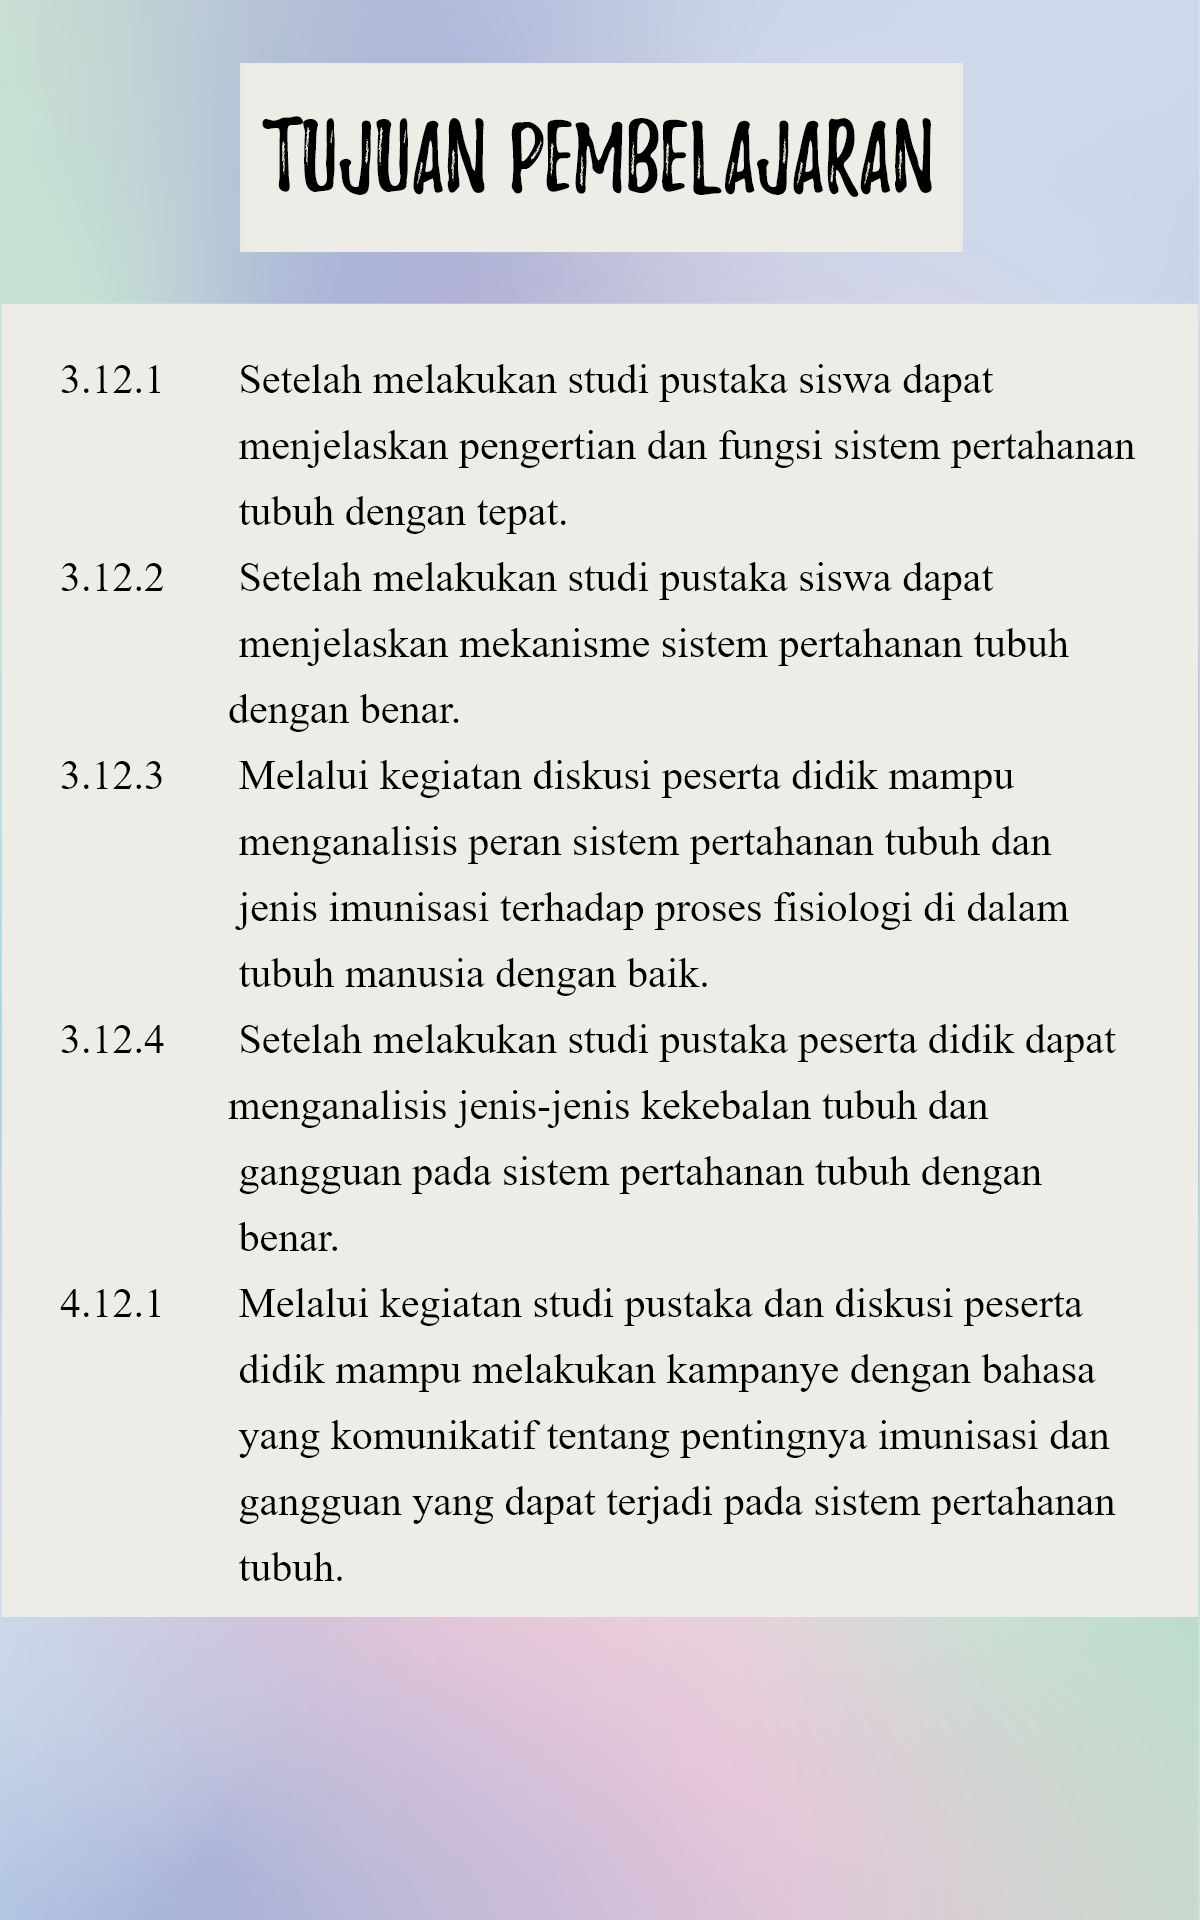 TUJUAN PEMBELAJARAN
3.12.1 Setelah melakukan studi pustaka siswa dapat
menjelaskan pengertian dan fungsi sistem pertahanan
tubuh dengan tepat.
3.12.2 Setelah melakukan studi pustaka siswa dapat
menjelaskan mekanisme sistem pertahanan tubuh
dengan benar.
3.12.3 Melalui kegiatan diskusi peserta didik mampu
menganalisis peran sistem pertahanan tubuh dan
jenis imunisasi terhadap proses fisiologi di dalam
tubuh manusia dengan baik.
3.12.4 Setelah melakukan studi pustaka peserta didik dapat
menganalisis jenis-jenis kekebalan tubuh dan
gangguan pada sistem pertahanan tubuh dengan
benar.
4.12.1 Melalui kegiatan studi pustaka dan diskusi peserta
didik mampu melakukan kampanye dengan bahasa
yang komunikatif tentang pentingnya imunisasi dan
gangguan yang dapat terjadi pada sistem pertahanan
tubuh.